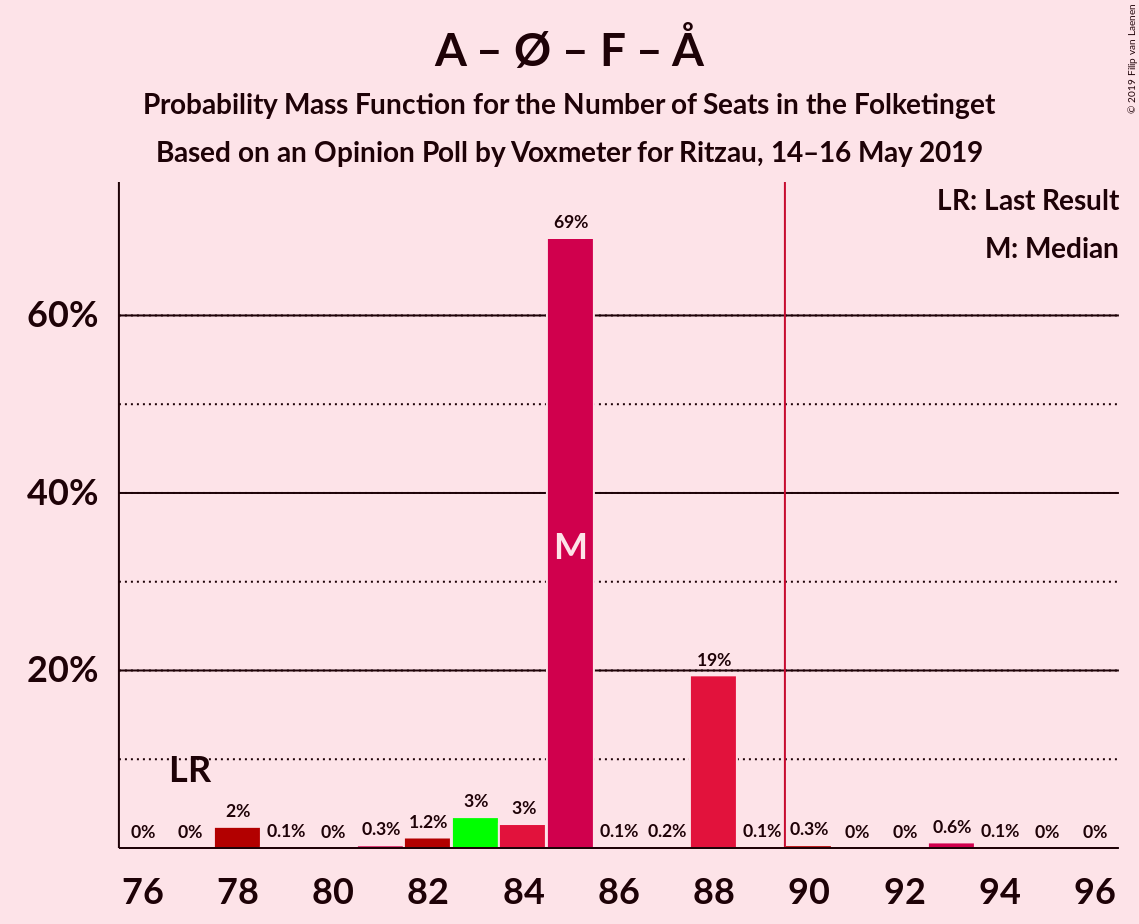 A – Ø – F – Å
Probability Mass Function for the Number of Seats in the Folketinget
Based on an Opinion Poll by Voxmeter for Ritzau, 14–16 May 2019
© 2019 Filip van Laenen
LR: Last Result
M: Median
60%
40%
20%
LR
M
0% 0% 2% 0.1% 0% 0.3% 1.2% 3% 3% 69% 0.1% 0.2% 19% 0.1% 0.3% 0% 0% 0.6% 0.1% 0% 0%
76 78 80 82 84 86 88 90 92 94 96